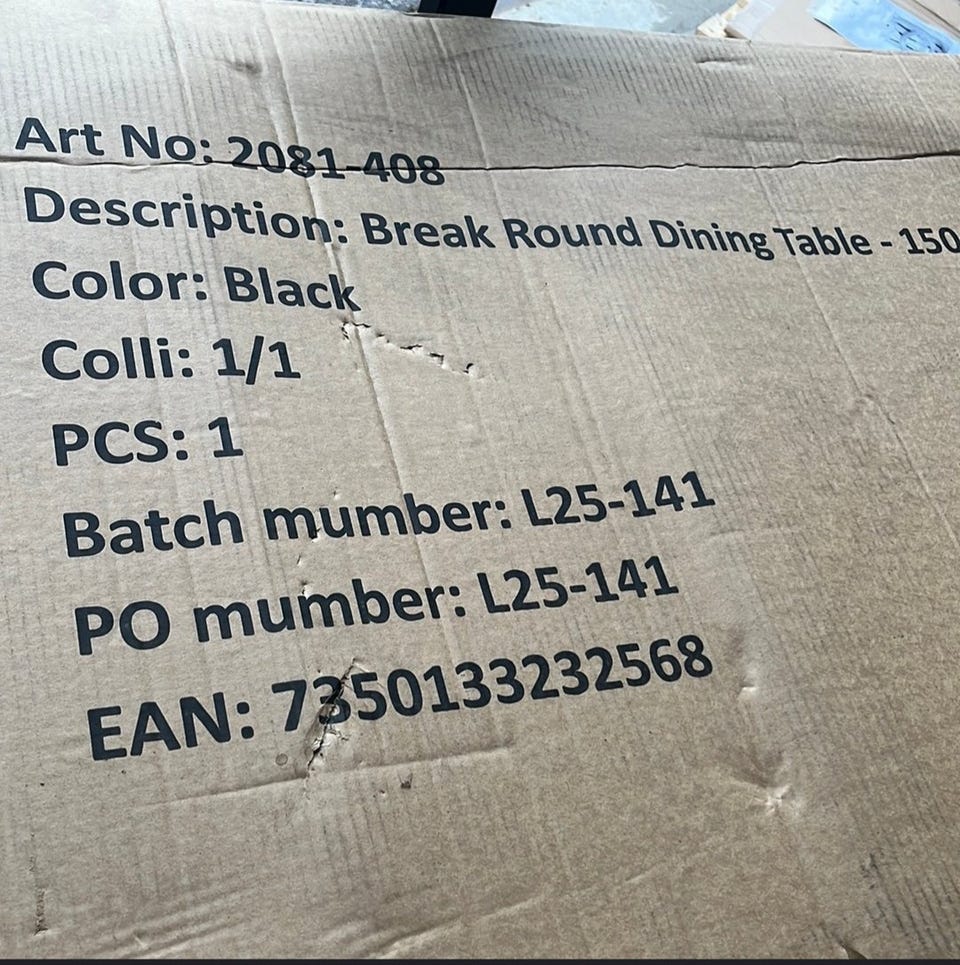 Art No: 2081-408
Description: Break Round Dining Table - 150
Color: Black
Colli: 1/1
PCS: 1
Batch mumber: L25-141
PO mumber: L25-141
EAN: 7350133232568